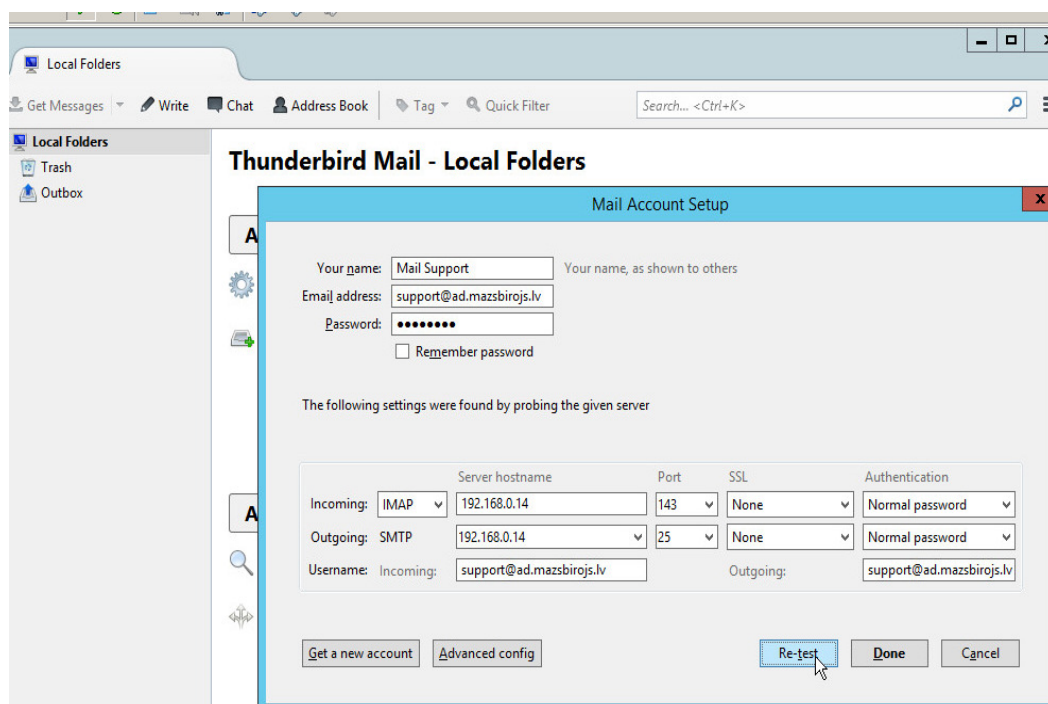 Local Folders
Get Messages Write Chat Address Book Tag Quick Filter Search... <Ctrl+K>
Local Folders
Trash
Outbox
Thunderbird Mail - Local Folders
A
A
Mail Account Setup
x
Your name: Mail Support Your name, as shown to others
Email address: support@ad.mazsbirojs.lv
Password: ••••••••
Remember password
The following settings were found by probing the given server
Server hostname Port SSL Authentication
Incoming: IMAP 192.168.0.14 143 None Normal password
Outgoing: SMTP 192.168.0.14 25 None Normal password
Username: Incoming: support@ad.mazsbirojs.lv Outgoing: support@ad.mazsbirojs.lv
Get a new account Advanced config Re-test Done Cancel